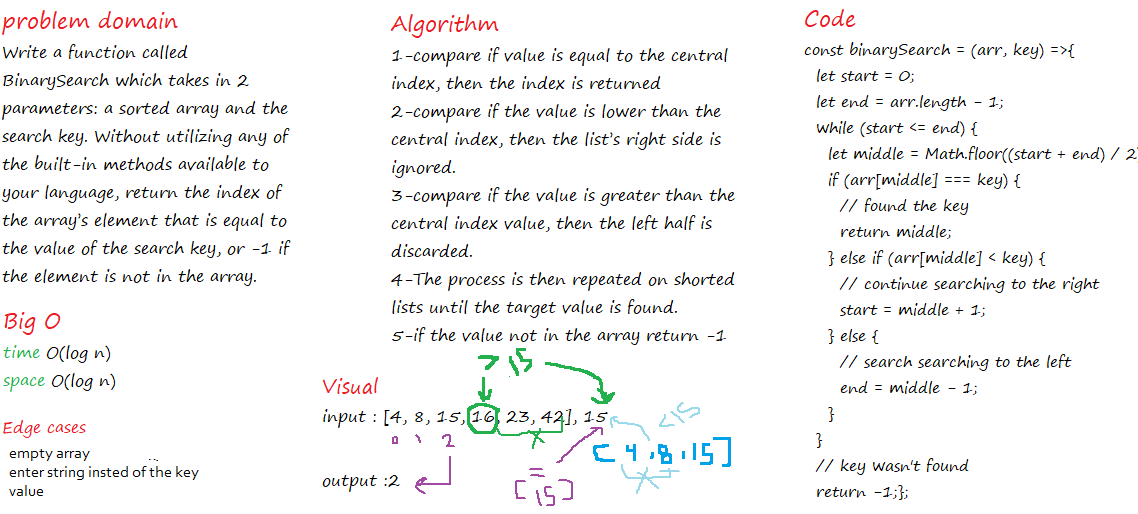 problem domain
Write a function called
BinarySearch which takes in 2
parameters: a sorted array and the
search key. Without utilizing any of
the built-in methods available to
your language, return the index of
the array's element that is equal to
the value of the search key, or -1 if
the element is not in the array.
Big O
time O(log n)
space O(log n)
Edge cases
empty array
enter string insted of the key
value
Algorithm
1-compare if value is equal to the central
index, then the index is returned
2-compare if the value is lower than the
central index, then the list's right side is
ignored.
3-compare if the value is greater than the
central index value, then the left half is
discarded.
4-The process is then repeated on shorted
lists until the target value is found.
5-if the value not in the array return -1
Visual
> 15
input : [4, 8, 15, 16, 23, 42], 15
0 1 2
<15
[ 4 , 8 , 15 ]
=
[ 15 ]
output :2
Code
const binarySearch = (arr, key) =>{
let start = 0;
let end = arr.length - 1;
while (start <= end) {
let middle = Math.floor((start + end) / 2)
if (arr[middle] === key) {
// found the key
return middle;
} else if (arr[middle] < key) {
// continue searching to the right
start = middle + 1;
} else {
// search searching to the left
end = middle - 1;
}
}
// key wasn't found
return -1;};